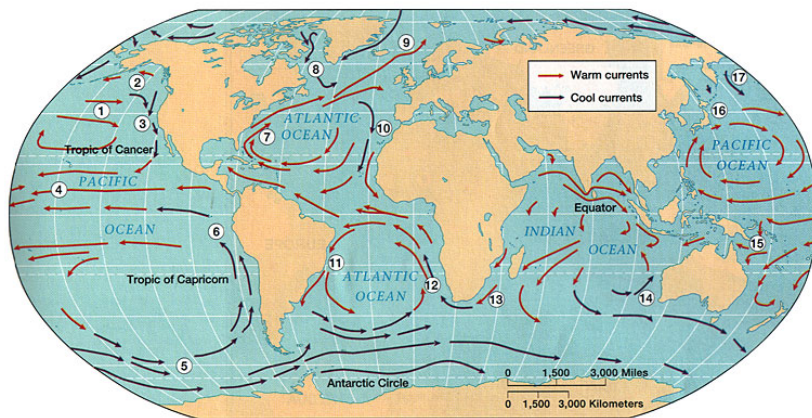 9
8
2
17
Warm currents
Cool currents
1
3
7
ATLANTIC
OCEAN
10
16
Tropic of Cancer
PACIFIC
OCEAN
4
PACIFIC
OCEAN
Equator
6
INDIAN
OCEAN
15
11
ATLANTIC
OCEAN
12
13
14
Tropic of Capricorn
5
Antarctic Circle
0 1,500 3,000 Miles
0 1,500 3,000 Kilometers